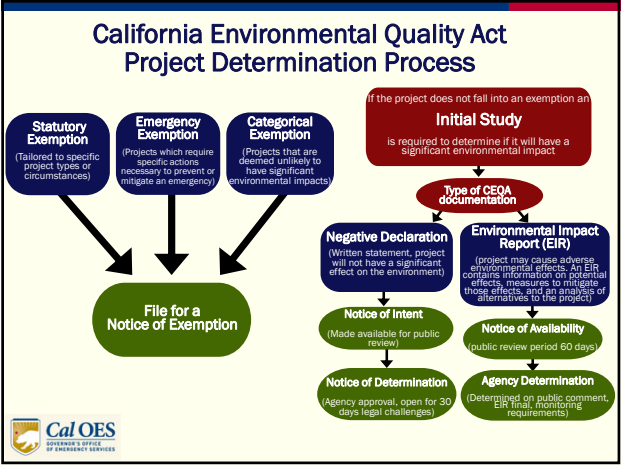 California Environmental Quality Act
Project Determination Process
Statutory
Exemption
(Tailored to specific
project types or
circumstances)
Emergency
Exemption
(Projects which require
specific actions
necessary to prevent or
mitigate an emergency)
Categorical
Exemption
(Projects that are
deemed unlikely to
have significant
environmental impacts)
File for a
Notice of Exemption
If the project does not fall into an exemption an
Initial Study
is required to determine if it will have a
significant environmental impact
Type of CEQA
documentation
Negative Declaration
(Written statement, project
will not have a significant
effect on the environment)
Notice of Intent
(Made available for public
review)
Notice of Determination
(Agency approval, open for 30
days legal challenges)
Environmental Impact
Report (EIR)
(project may cause adverse
environmental effects. An EIR
contains information on potential
effects, measures to mitigate
those effects, and an analysis of
alternatives to the project)
Notice of Availability
(public review period 60 days)
Agency Determination
(Determined on public comment,
EIR final, monitoring
requirements)
Cal OES
GOVERNOR'S OFFICE
OF EMERGENCY SERVICES